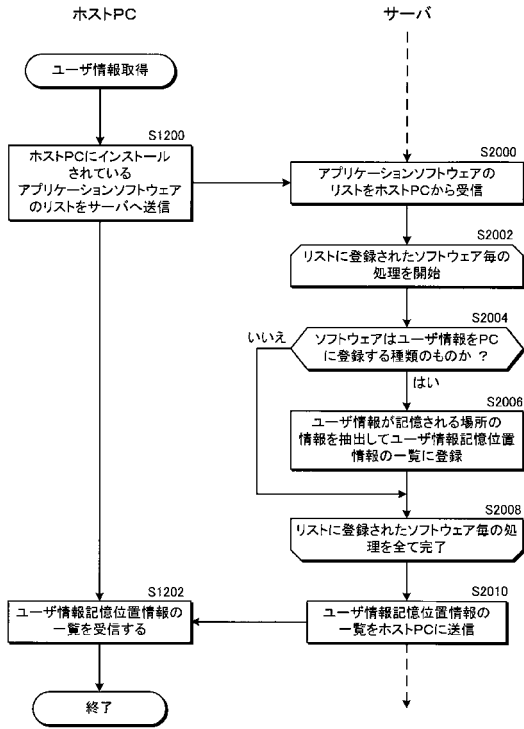 ホストPC
サーバ
ユーザ情報取得
S1200
ホストPCにインストール
されている
アプリケーションソフトウェア
のリストをサーバへ送信
S2000
アプリケーションソフトウェアの
リストをホストPCから受信
S2002
リストに登録されたソフトウェア毎の
処理を開始
S2004
ソフトウェアはユーザ情報をPC
に登録する種類のものか ?
いいえ
はい
S2006
ユーザ情報が記憶される場所の
情報を抽出してユーザ情報記憶位置
情報の一覧に登録
S2008
リストに登録されたソフトウェア毎の処
理を全て完了
S1202
ユーザ情報記憶位置情報の
一覧を受信する
S2010
ユーザ情報記憶位置情報の
一覧をホストPCに送信
終了